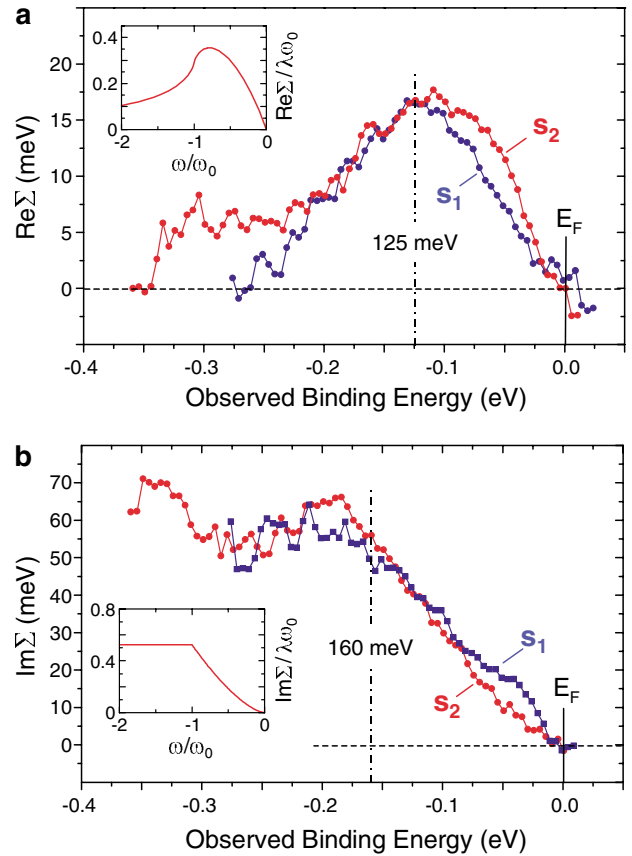 a
0.4
0.2
0
-2
-1
0
ω/ω0
ReΣ/λω0
20
15
10
5
0
ReΣ (meV)
S2
S1
125 meV
EF
-0.4
-0.3
-0.2
-0.1
0.0
Observed Binding Energy (eV)
b
70
60
50
40
30
20
10
0
ImΣ (meV)
0.8
0.4
0
-2
-1
0
ω/ω0
ImΣ/λω0
160 meV
S1
S2
EF
-0.4
-0.3
-0.2
-0.1
0.0
Observed Binding Energy (eV)